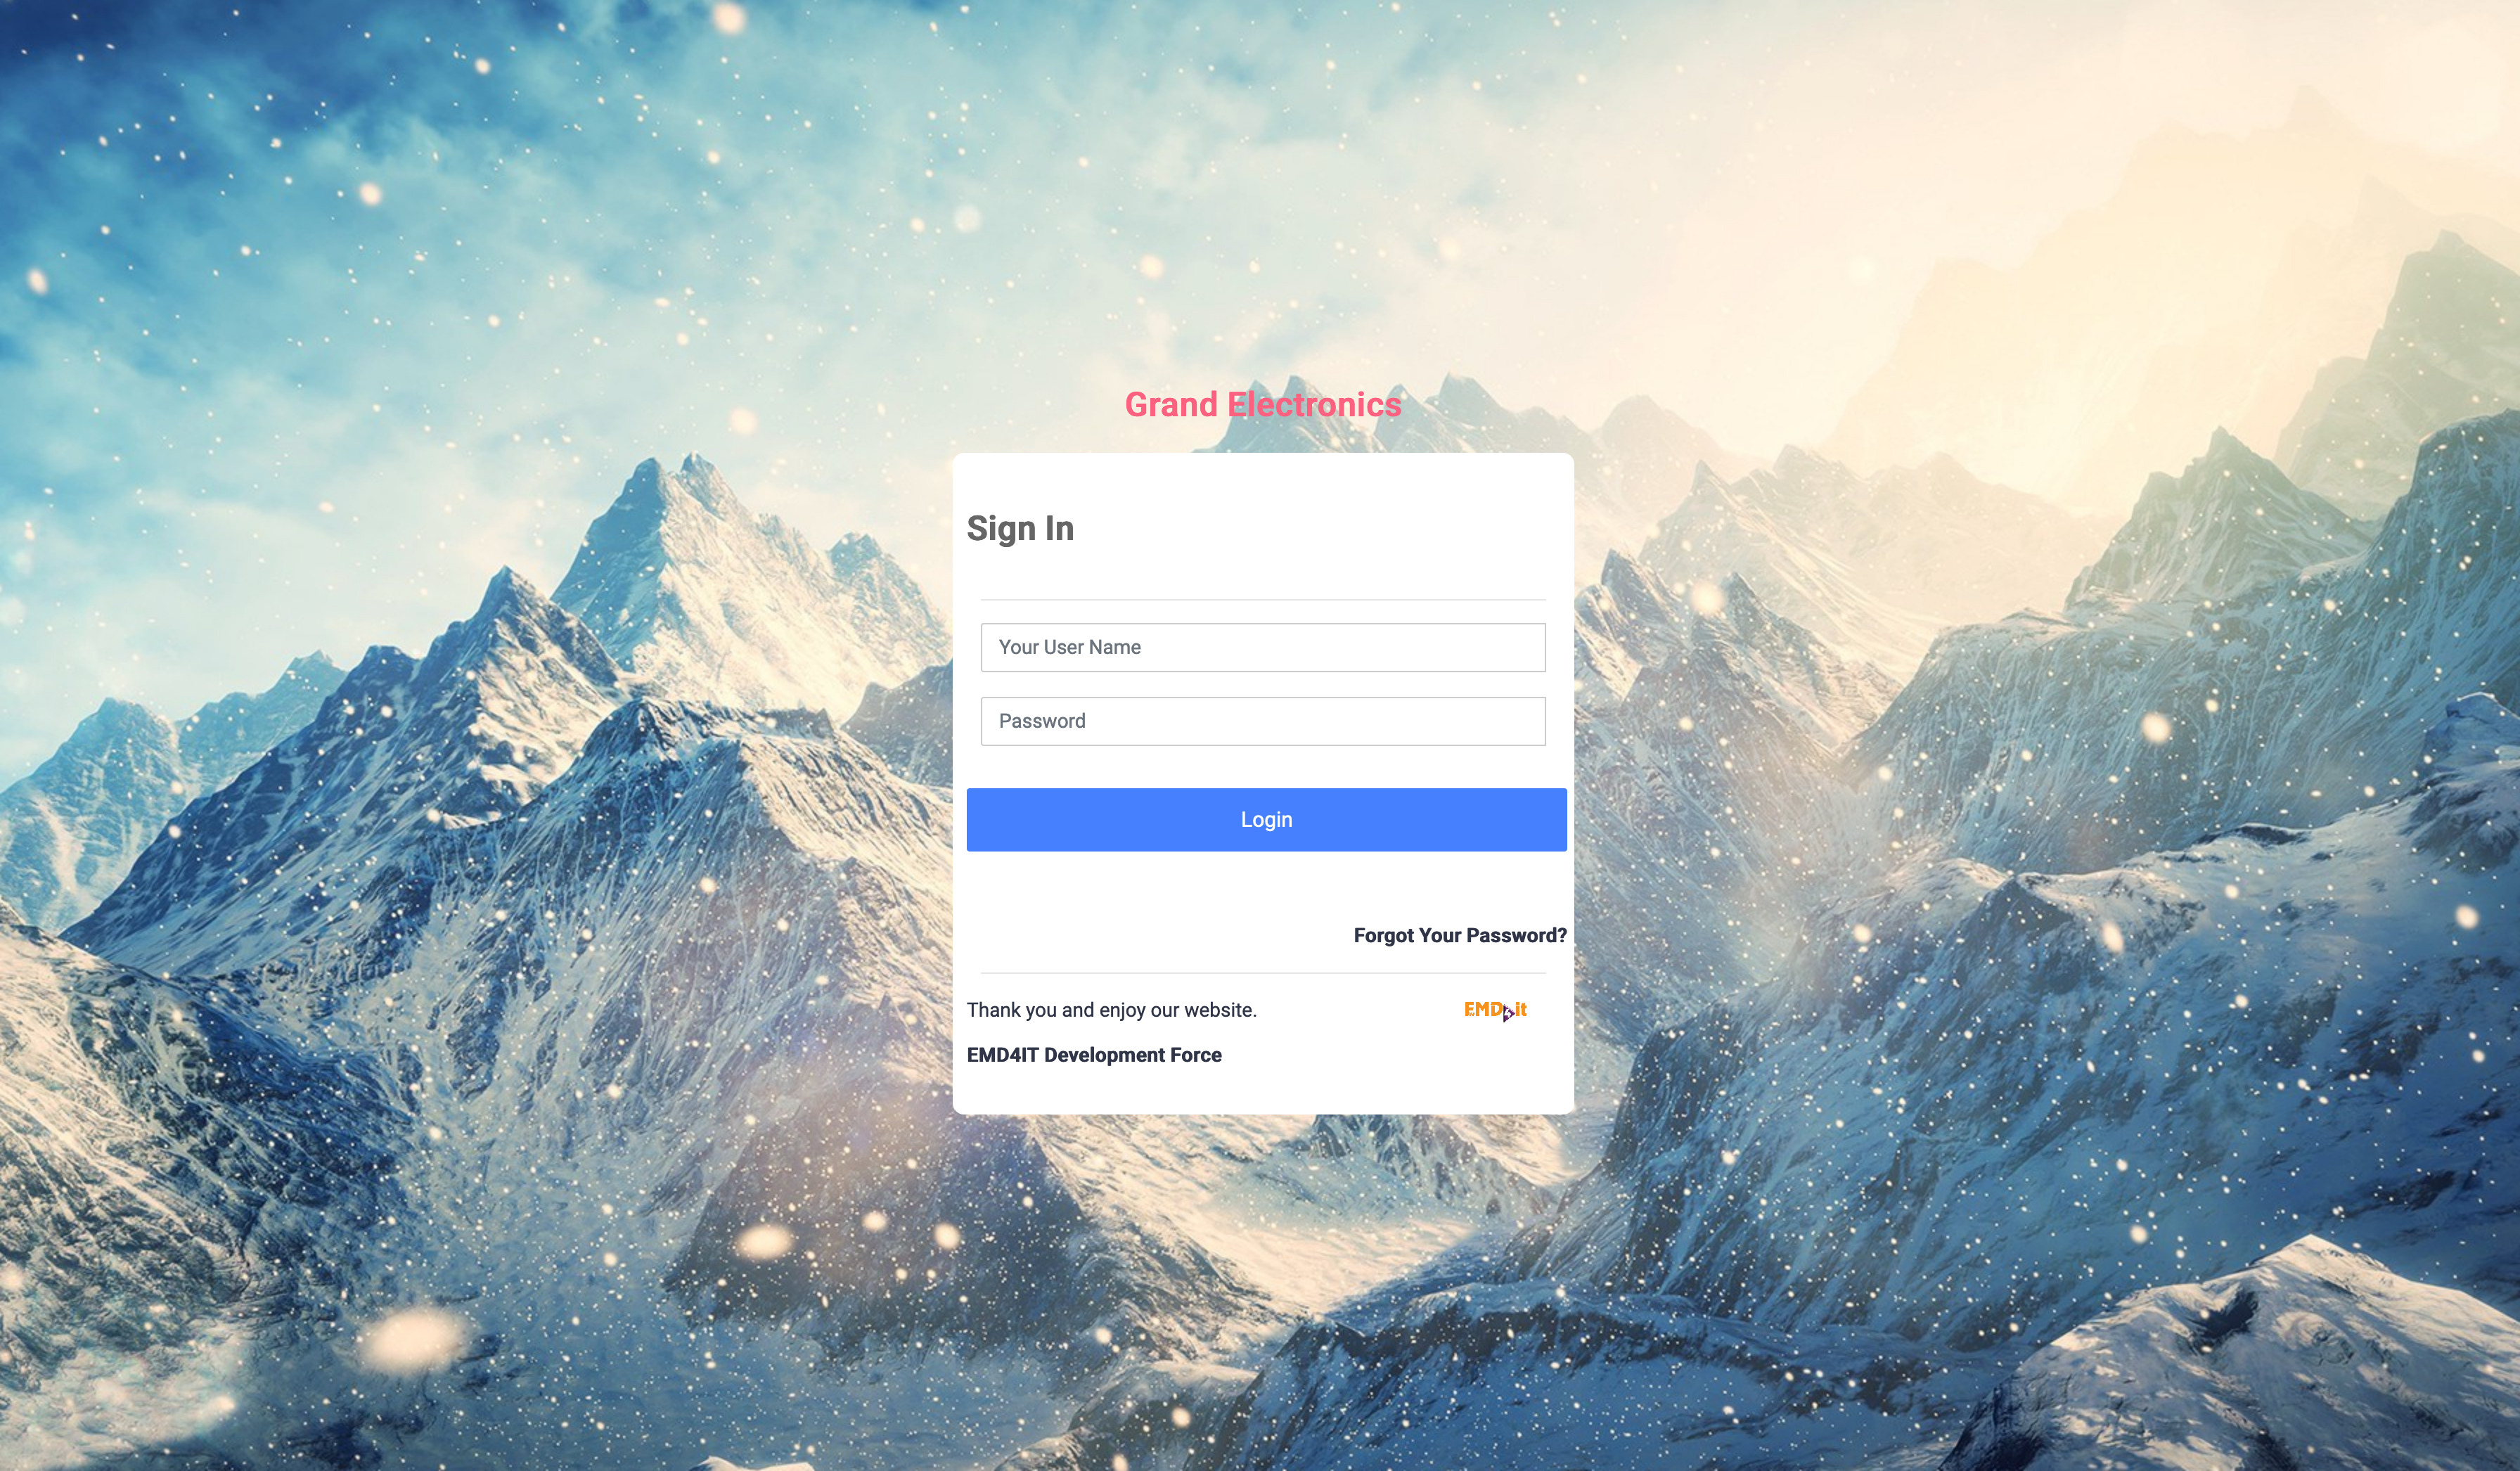 Grand Electronics
Sign In
Your User Name
Password
Login
Forgot Your Password?
Thank you and enjoy our website.
EMD4it
EMD4IT Development Force